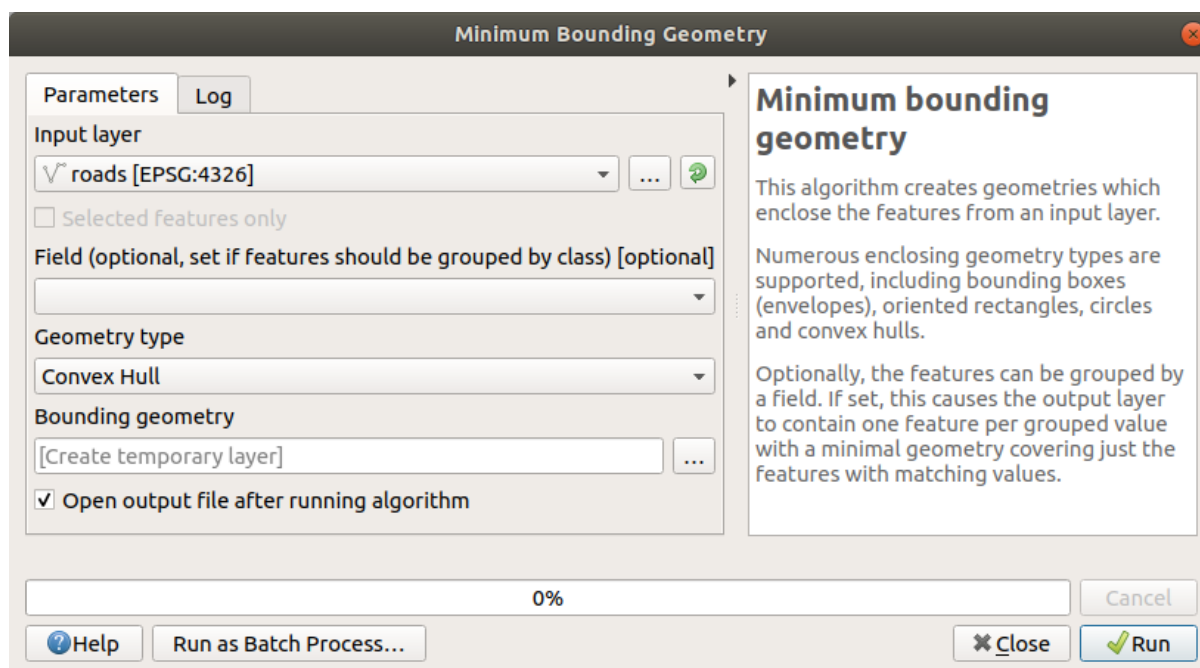 Minimum Bounding Geometry
Parameters
Log
Input layer
roads [EPSG:4326]
...
Selected features only
Field (optional, set if features should be grouped by class) [optional]
Geometry type
Convex Hull
Bounding geometry
[Create temporary layer]
...
Open output file after running algorithm
Minimum bounding
geometry
This algorithm creates geometries which
enclose the features from an input layer.
Numerous enclosing geometry types are
supported, including bounding boxes
(envelopes), oriented rectangles, circles
and convex hulls.
Optionally, the features can be grouped by
a field. If set, this causes the output layer
to contain one feature per grouped value
with a minimal geometry covering just the
features with matching values.
0%
Cancel
Help
Run as Batch Process...
Close
Run